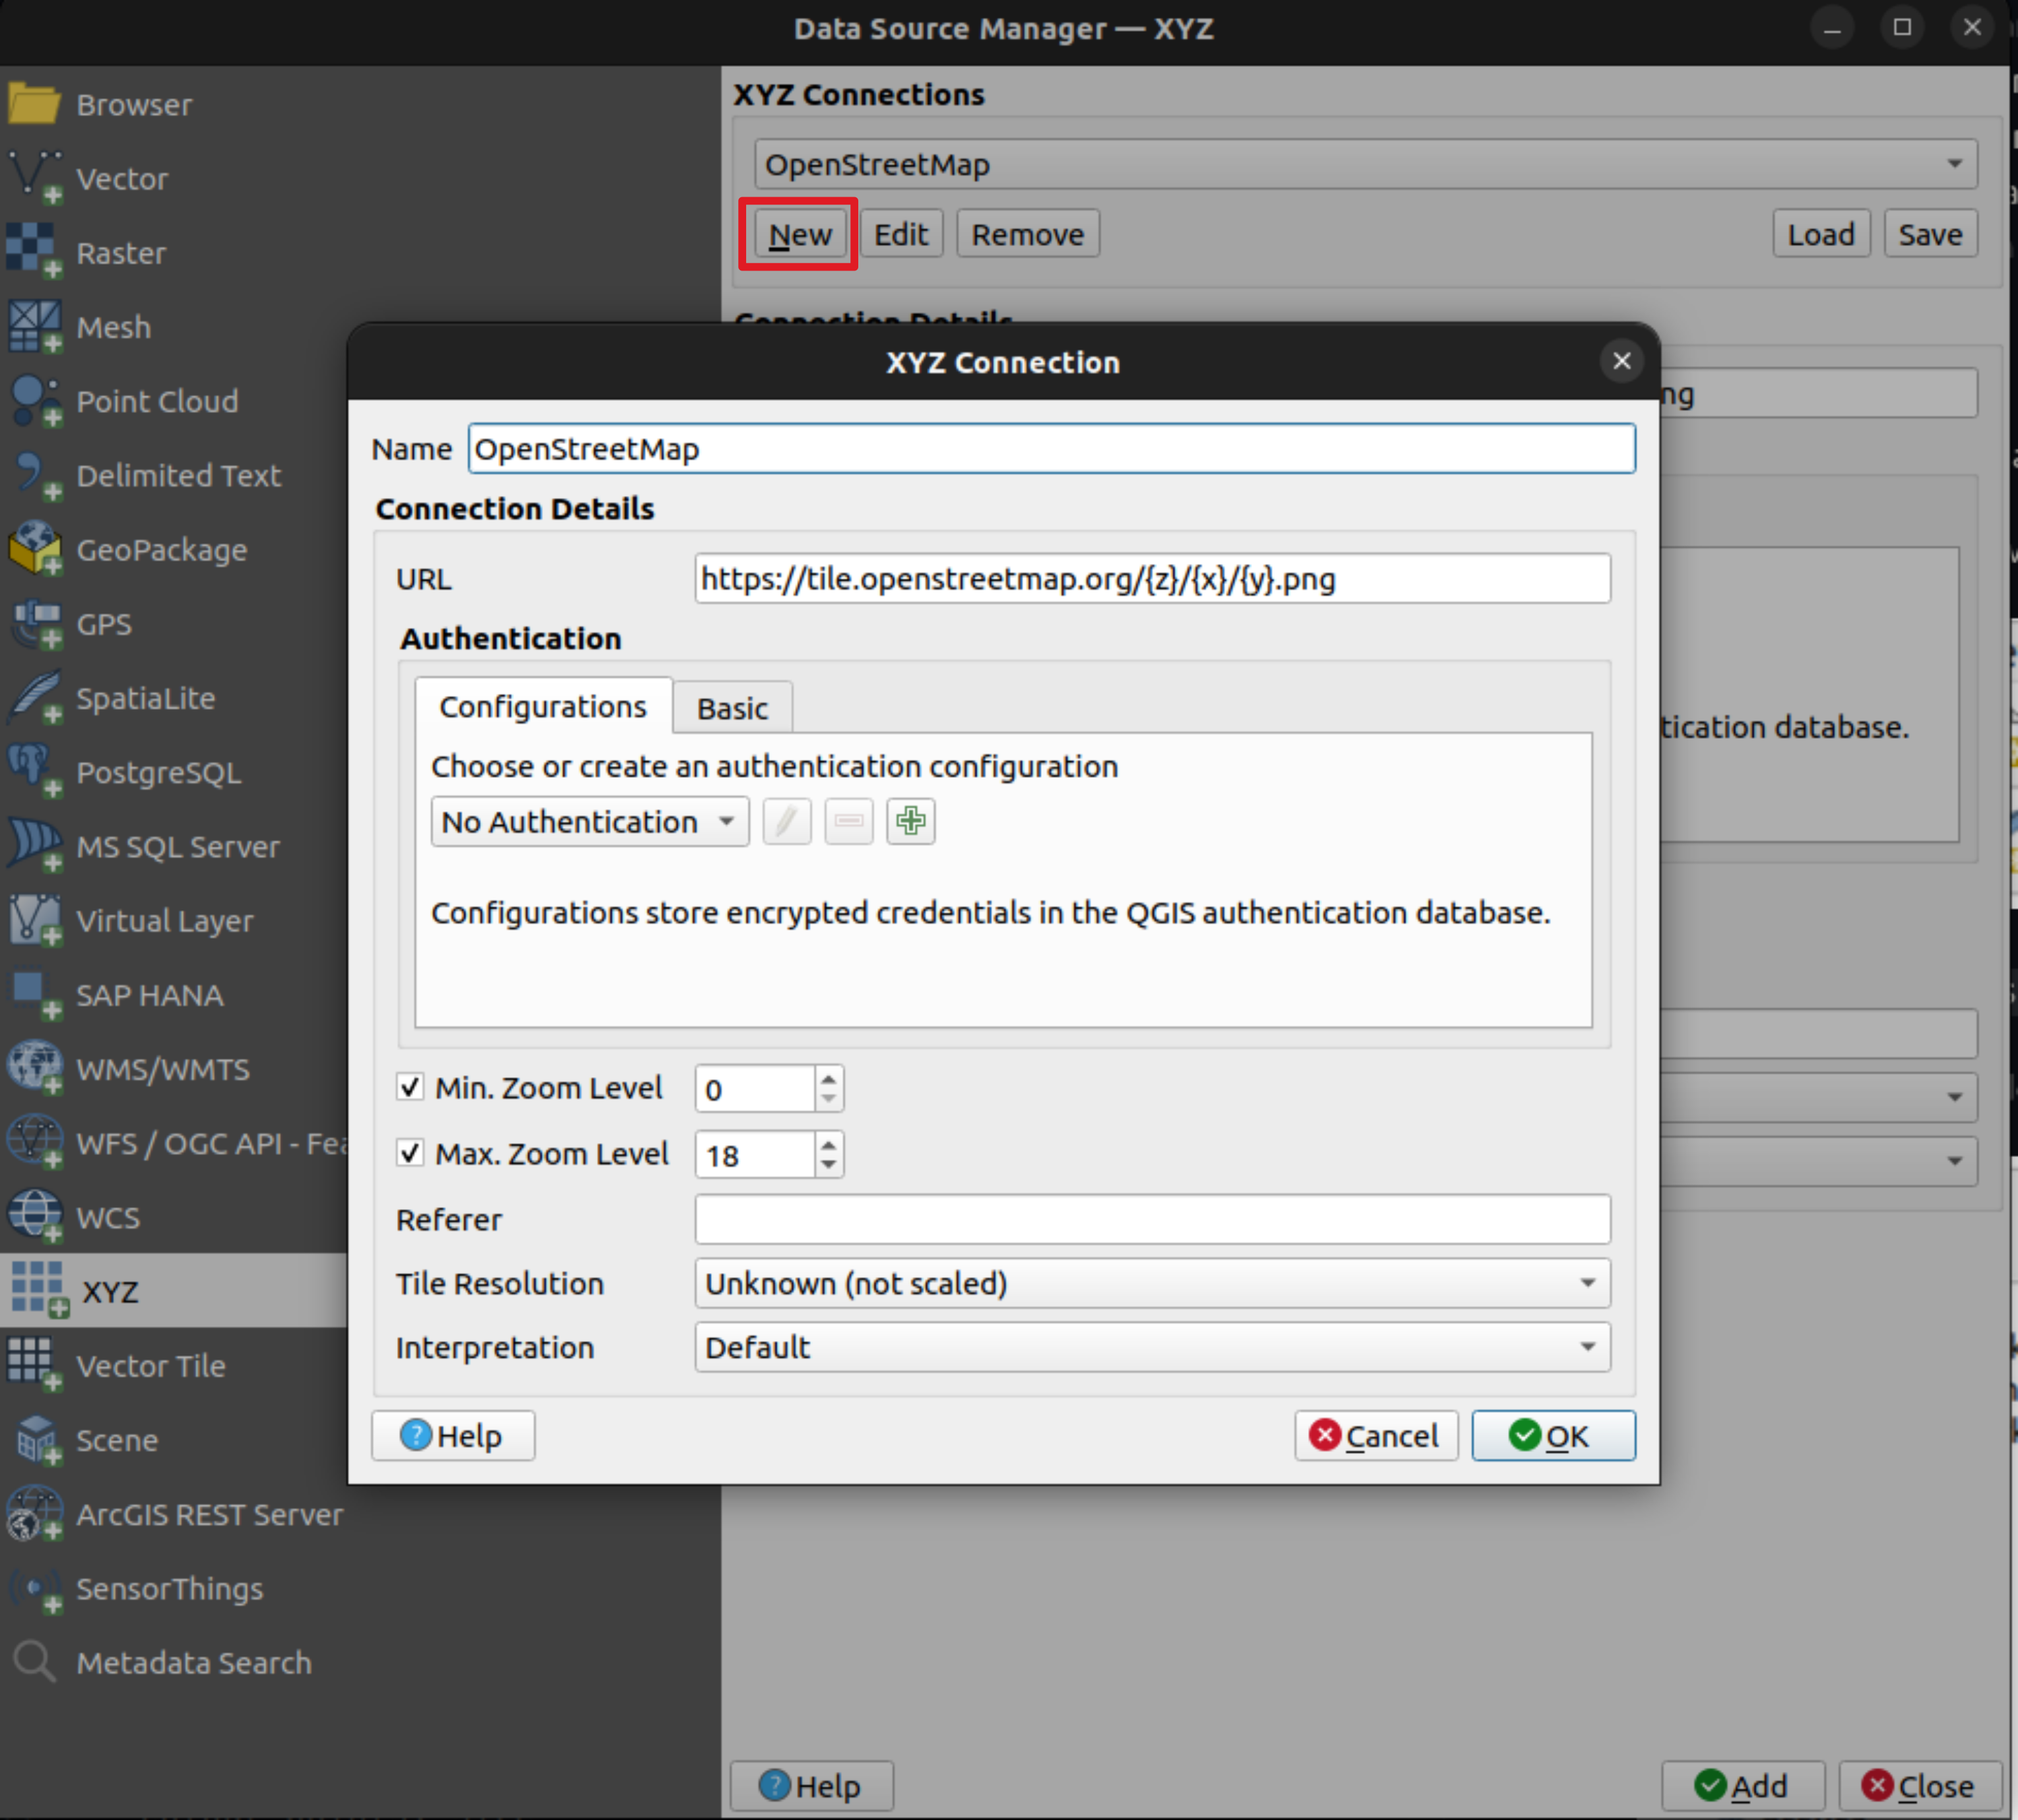 Data Source Manager — XYZ
Browser
Vector
Raster
Mesh
Point Cloud
Delimited Text
GeoPackage
GPS
SpatiaLite
PostgreSQL
MS SQL Server
Virtual Layer
SAP HANA
WMS/WMTS
WFS / OGC API - Fea
WCS
XYZ
Vector Tile
Scene
ArcGIS REST Server
SensorThings
Metadata Search
XYZ Connections
OpenStreetMap
New Edit Remove Load Save
Connection Details
ng
tication database.
XYZ Connection
Name OpenStreetMap
Connection Details
URL https://tile.openstreetmap.org/{z}/{x}/{y}.png
Authentication
Configurations Basic
Choose or create an authentication configuration
No Authentication
Configurations store encrypted credentials in the QGIS authentication database.
Min. Zoom Level 0
Max. Zoom Level 18
Referer
Tile Resolution Unknown (not scaled)
Interpretation Default
Help Cancel OK
Help Add Close